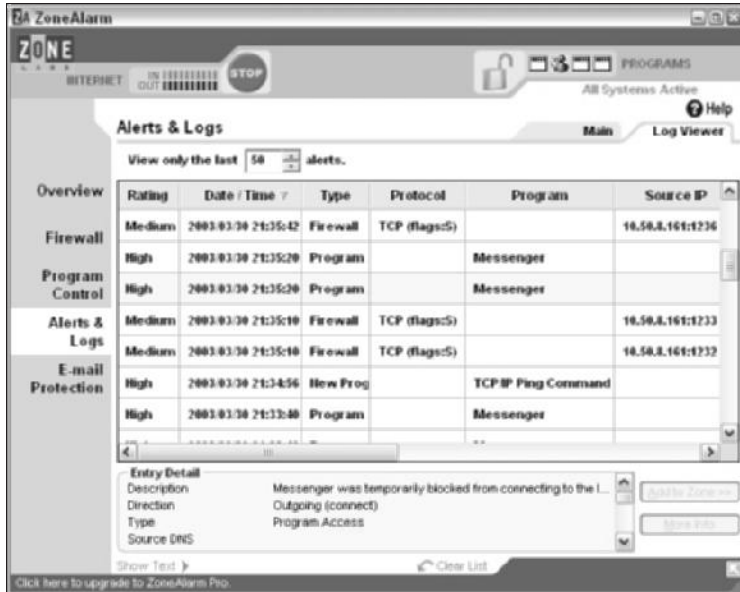 ZA ZoneAlarm
ZONE
LABS
INTERNET IN OUT STOP PROGRAMS
All Systems Active
Help
Alerts & Logs Main Log Viewer
View only the last 50 alerts.
Overview
Firewall
Program Control
Alerts & Logs
E-mail Protection
Rating Date / Time Type Protocol Program Source IP
Medium 2003/03/30 21:35:42 Firewall TCP (flags:S) 10.50.8.161:1236
High 2003/03/30 21:35:20 Program Messenger
High 2003/03/30 21:35:20 Program Messenger
Medium 2003/03/30 21:35:10 Firewall TCP (flags:S) 10.50.8.161:1233
Medium 2003/03/30 21:35:10 Firewall TCP (flags:S) 10.50.8.161:1232
High 2003/03/30 21:34:56 New Prog TCP/IP Ping Command
High 2003/03/30 21:33:40 Program Messenger
Entry Detail
Description Messenger was temporarily blocked from connecting to the I...
Direction Outgoing (connect)
Type Program Access
Source DNS
Add to Zone >>
More Info
Show Text
Clear List
Click here to upgrade to ZoneAlarm Pro.